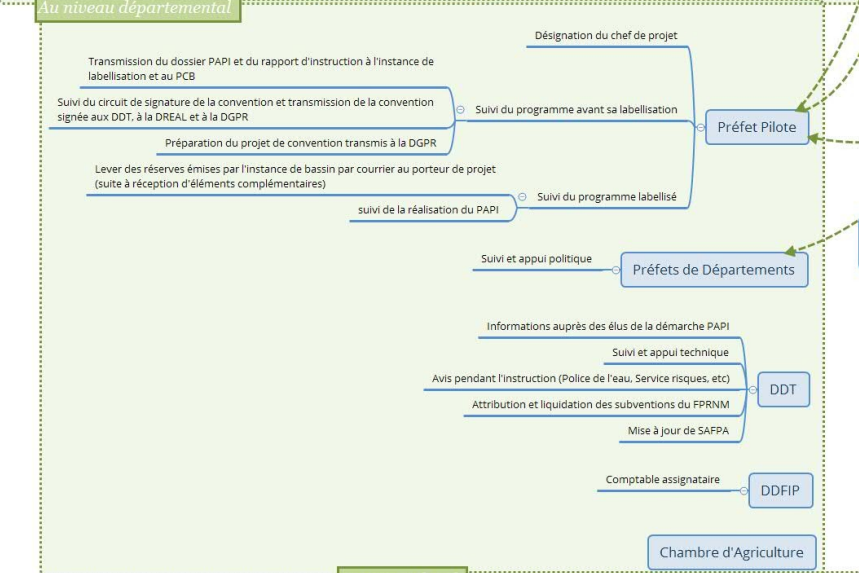 Au niveau départemental
Désignation du chef de projet
Transmission du dossier PAPI et du rapport d'instruction à l'instance de
labellisation et au PCB
Suivi du circuit de signature de la convention et transmission de la convention
signée aux DDT, à la DREAL et à la DGPR
Préparation du projet de convention transmis à la DGPR
Suivi du programme avant sa labellisation
Préfet Pilote
Lever des réserves émises par l'instance de bassin par courrier au porteur de projet
(suite à réception d'éléments complémentaires)
suivi de la réalisation du PAPI
Suivi du programme labellisé
Suivi et appui politique
Préfets de Départements
Informations auprès des élus de la démarche PAPI
Suivi et appui technique
Avis pendant l'instruction (Police de l'eau, Service risques, etc)
Attribution et liquidation des subventions du FPRNM
Mise à jour de SAFPA
DDT
Comptable assignataire
DDFIP
Chambre d'Agriculture